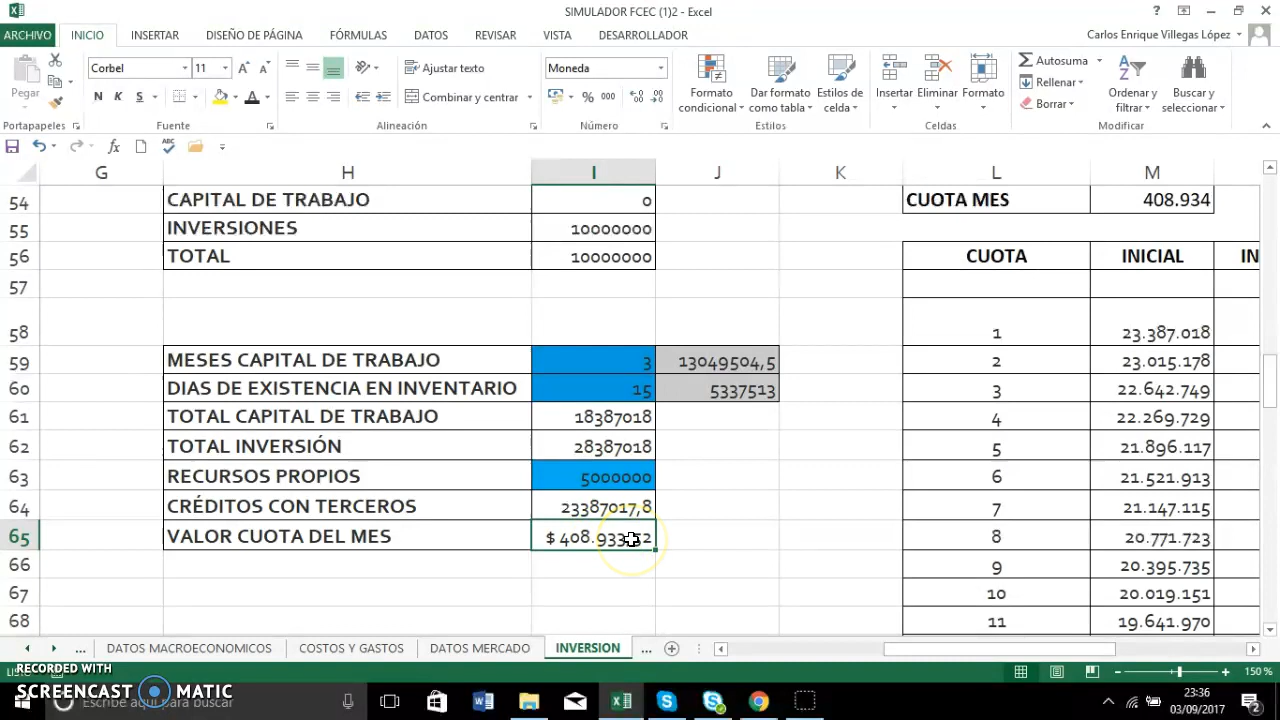 SIMULADOR FCEC (1)2 - Excel
ARCHIVO INICIO INSERTAR DISEÑO DE PÁGINA FÓRMULAS DATOS REVISAR VISTA DESARROLLADOR Carlos Enrique Villegas López
Pegar
Corbel 11
N K S
Ajustar texto
Combinar y centrar
Moneda
% 000
Formato condicional
Dar formato como tabla
Estilos de celda
Insertar
Eliminar
Formato
Autosuma
Rellenar
Borrar
Ordenar y filtrar
Buscar y seleccionar
Portapapeles Fuente Alineación Número Estilos Celdas Modificar
G H I J K L M
54 CAPITAL DE TRABAJO 0 CUOTA MES 408.934
55 INVERSIONES 10000000
56 TOTAL 10000000 CUOTA INICIAL IN
57
58 1 23.387.018
59 MESES CAPITAL DE TRABAJO 3 13049504,5 2 23.015.178
60 DIAS DE EXISTENCIA EN INVENTARIO 15 5337513 3 22.642.749
61 TOTAL CAPITAL DE TRABAJO 18387018 4 22.269.729
62 TOTAL INVERSIÓN 28387018 5 21.896.117
63 RECURSOS PROPIOS 5000000 6 21.521.913
64 CRÉDITOS CON TERCEROS 23387017,8 7 21.147.115
65 VALOR CUOTA DEL MES 8 20.771.723
66 9 20.395.735
67 10 20.019.151
68 11 19.641.970
... DATOS MACROECONOMICOS COSTOS Y GASTOS DATOS MERCADO INVERSION ...
150 %
RECORDED WITH
SCREENCAST MATIC
Escribe aquí para buscar
23:36
03/09/2017
2